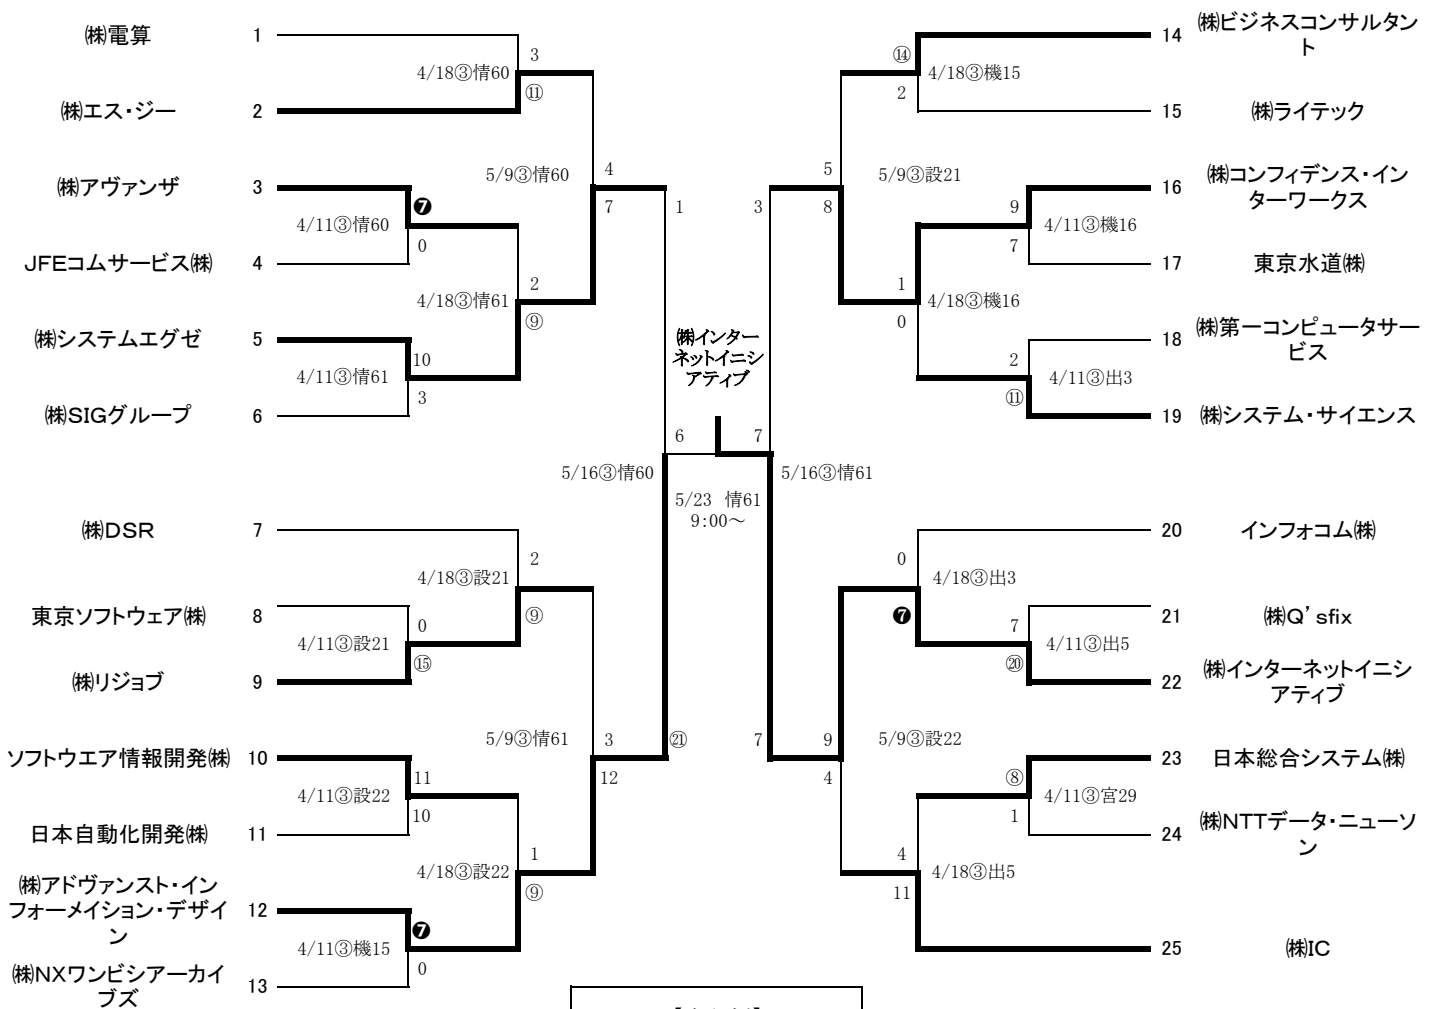 ㈱電算 1
㈱エス・ジー 2
㈱アヴァンザ 3
JFEコムサービス㈱ 4
㈱システムエグゼ 5
㈱SIGグループ 6
㈱DSR 7
東京ソフトウェア㈱ 8
㈱リジョブ 9
ソフトウエア情報開発㈱ 10
日本自動化開発㈱ 11
㈱アドヴァンスト・イン
フォーメイション・デザイ
ン
12
㈱NXワンビシアーカイ
ブズ
13
4/18③情60
3
⑪
4/11③情60
❼
0
4/18③情61
2
⑨
4/11③情61
10
3
5/9③情60
4
7
4/18③設21
2
⑨
4/11③設21
0
⑮
4/11③設22
11
10
4/18③設22
1
⑨
4/11③機15
❼
0
5/9③情61
3
12
5/16③情60
1
㉑
㈱インター
ネットイニシ
アティブ
6
7
5/23 情61
9:00~
5/16③情61
3
7
5/9③設21
5
8
4/18③機15
⑭
2
4/11③機16
9
7
4/18③機16
1
0
4/11③出3
2
⑪
4/18③出3
0
❼
4/11③出5
7
⑳
5/9③設22
9
4
4/11③宮29
⑧
1
4/18③出5
4
11
14 ㈱ビジネスコンサルタン
ト
15 ㈱ライテック
16 ㈱コンフィデンス・イン
ターワークス
17 東京水道㈱
18 ㈱第一コンピュータサー
ビス
19 ㈱システム・サイエンス
20 インフォコム㈱
21 ㈱Q’sfix
22 ㈱インターネットイニシ
アティブ
23 日本総合システム㈱
24 ㈱NTTデータ・ニューソ
ン
25 ㈱IC